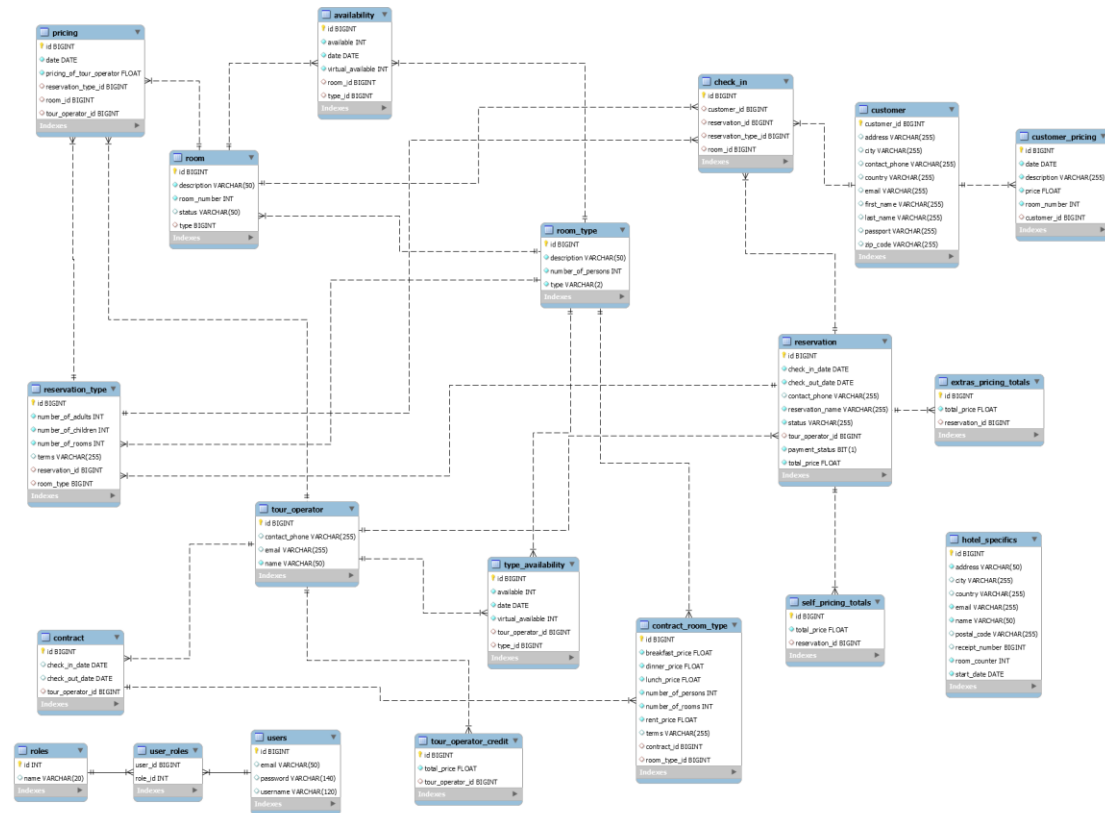 pricing
id BIGINT
date DATE
pricing_of_tour_operator FLOAT
reservation_type_id BIGINT
room_id BIGINT
tour_operator_id BIGINT
Indexes
availability
id BIGINT
available INT
date DATE
virtual_available INT
room_id BIGINT
type_id BIGINT
Indexes
room
id BIGINT
description VARCHAR(50)
room_number INT
status VARCHAR(50)
type BIGINT
Indexes
check_in
id BIGINT
customer_id BIGINT
reservation_id BIGINT
reservation_type_id BIGINT
room_id BIGINT
Indexes
customer
customer_id BIGINT
address VARCHAR(255)
city VARCHAR(255)
contact_phone VARCHAR(255)
country VARCHAR(255)
email VARCHAR(255)
first_name VARCHAR(255)
last_name VARCHAR(255)
passport VARCHAR(255)
zip_code VARCHAR(255)
Indexes
customer_pricing
id BIGINT
date DATE
description VARCHAR(255)
price FLOAT
room_number INT
customer_id BIGINT
Indexes
room_type
id BIGINT
description VARCHAR(50)
number_of_persons INT
type VARCHAR(2)
Indexes
reservation_type
id BIGINT
number_of_adults INT
number_of_children INT
number_of_rooms INT
terms VARCHAR(255)
reservation_id BIGINT
room_type BIGINT
Indexes
reservation
id BIGINT
check_in_date DATE
check_out_date DATE
contact_phone VARCHAR(255)
reservation_name VARCHAR(255)
status VARCHAR(255)
tour_operator_id BIGINT
payment_status BIT(1)
total_price FLOAT
Indexes
extras_pricing_totals
id BIGINT
total_price FLOAT
reservation_id BIGINT
Indexes
tour_operator
id BIGINT
contact_phone VARCHAR(255)
email VARCHAR(255)
name VARCHAR(50)
Indexes
type_availability
id BIGINT
available INT
date DATE
virtual_available INT
tour_operator_id BIGINT
type_id BIGINT
Indexes
hotel_specifics
id BIGINT
address VARCHAR(50)
city VARCHAR(255)
country VARCHAR(255)
email VARCHAR(255)
name VARCHAR(50)
postal_code VARCHAR(255)
receipt_number BIGINT
room_counter INT
start_date DATE
Indexes
self_pricing_totals
id BIGINT
total_price FLOAT
reservation_id BIGINT
Indexes
contract_room_type
id BIGINT
breakfast_price FLOAT
dinner_price FLOAT
lunch_price FLOAT
number_of_persons INT
number_of_rooms INT
rent_price FLOAT
terms VARCHAR(255)
contract_id BIGINT
room_type_id BIGINT
Indexes
contract
id BIGINT
check_in_date DATE
check_out_date DATE
tour_operator_id BIGINT
Indexes
tour_operator_credit
id BIGINT
total_price FLOAT
tour_operator_id BIGINT
Indexes
roles
id INT
name VARCHAR(20)
Indexes
user_roles
user_id BIGINT
role_id INT
Indexes
users
id BIGINT
email VARCHAR(50)
password VARCHAR(140)
username VARCHAR(120)
Indexes